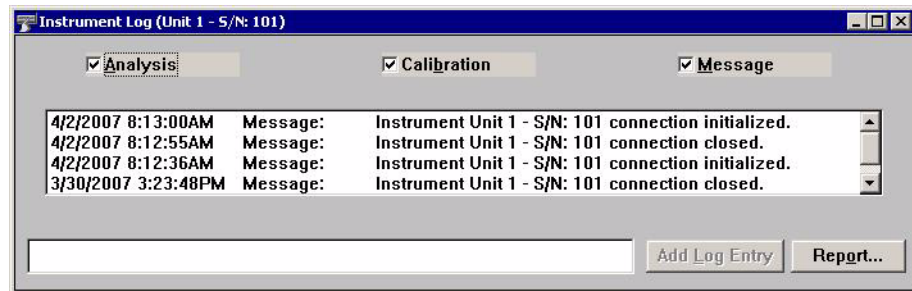 Instrument Log (Unit 1 - S/N: 101)
Analysis Calibration Message
4/2/2007 8:13:00AM Message: Instrument Unit 1 - S/N: 101 connection initialized.
4/2/2007 8:12:55AM Message: Instrument Unit 1 - S/N: 101 connection closed.
4/2/2007 8:12:36AM Message: Instrument Unit 1 - S/N: 101 connection initialized.
3/30/2007 3:23:48PM Message: Instrument Unit 1 - S/N: 101 connection closed.
Add Log Entry Report...